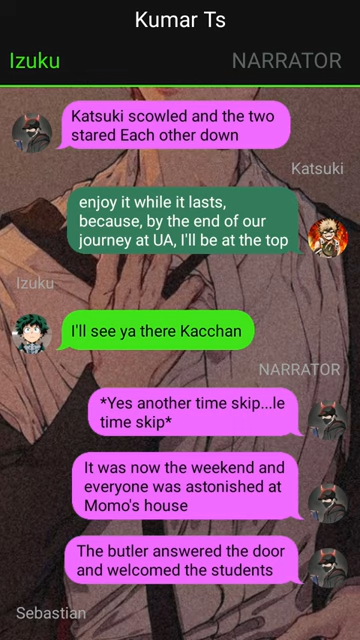 Kumar Ts
Izuku NARRATOR
Katsuki scowled and the two
stared Each other down
Katsuki
enjoy it while it lasts,
because, by the end of our
journey at UA, I'll be at the top
Izuku
I'll see ya there Kacchan
NARRATOR
*Yes another time skip...le
time skip*
It was now the weekend and
everyone was astonished at
Momo's house
The butler answered the door
and welcomed the students
Sebastian